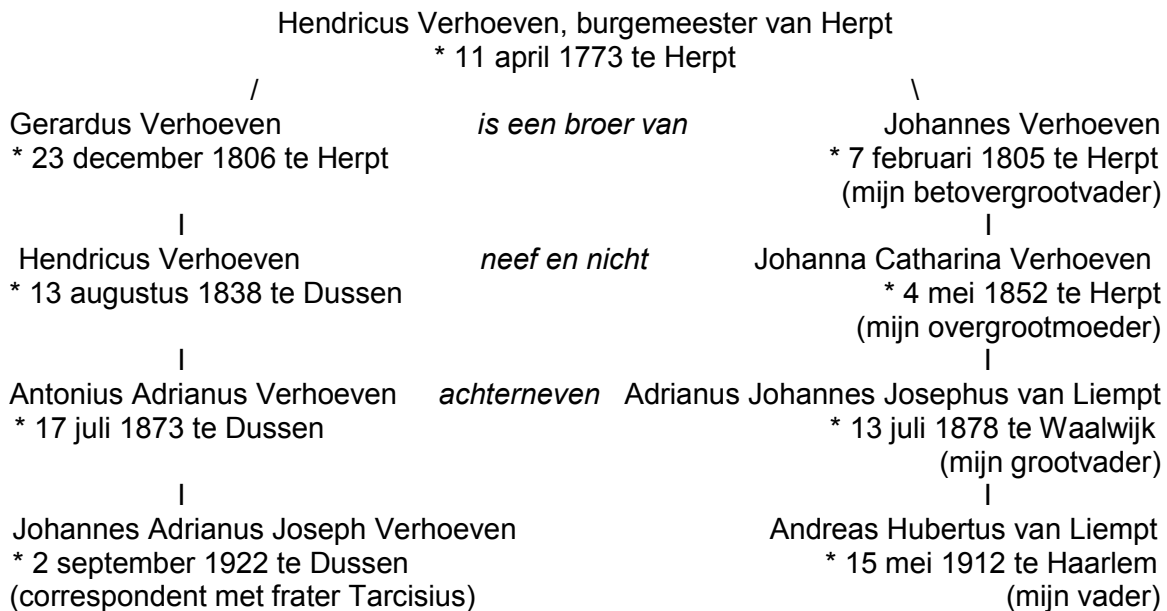 Hendricus Verhoeven, burgemeester van Herpt
* 11 april 1773 te Herpt
/ \
Gerardus Verhoeven is een broer van Johannes Verhoeven
* 23 december 1806 te Herpt * 7 februari 1805 te Herpt
(mijn betovergrootvader)
I I
Hendricus Verhoeven neef en nicht Johanna Catharina Verhoeven
* 13 augustus 1838 te Dussen * 4 mei 1852 te Herpt
(mijn overgrootmoeder)
I I
Antonius Adrianus Verhoeven achterneven Adrianus Johannes Josephus van Liempt
* 17 juli 1873 te Dussen * 13 juli 1878 te Waalwijk
(mijn grootvader)
I I
Johannes Adrianus Joseph Verhoeven Andreas Hubertus van Liempt
* 2 september 1922 te Dussen * 15 mei 1912 te Haarlem
(correspondent met frater Tarcisius) (mijn vader)